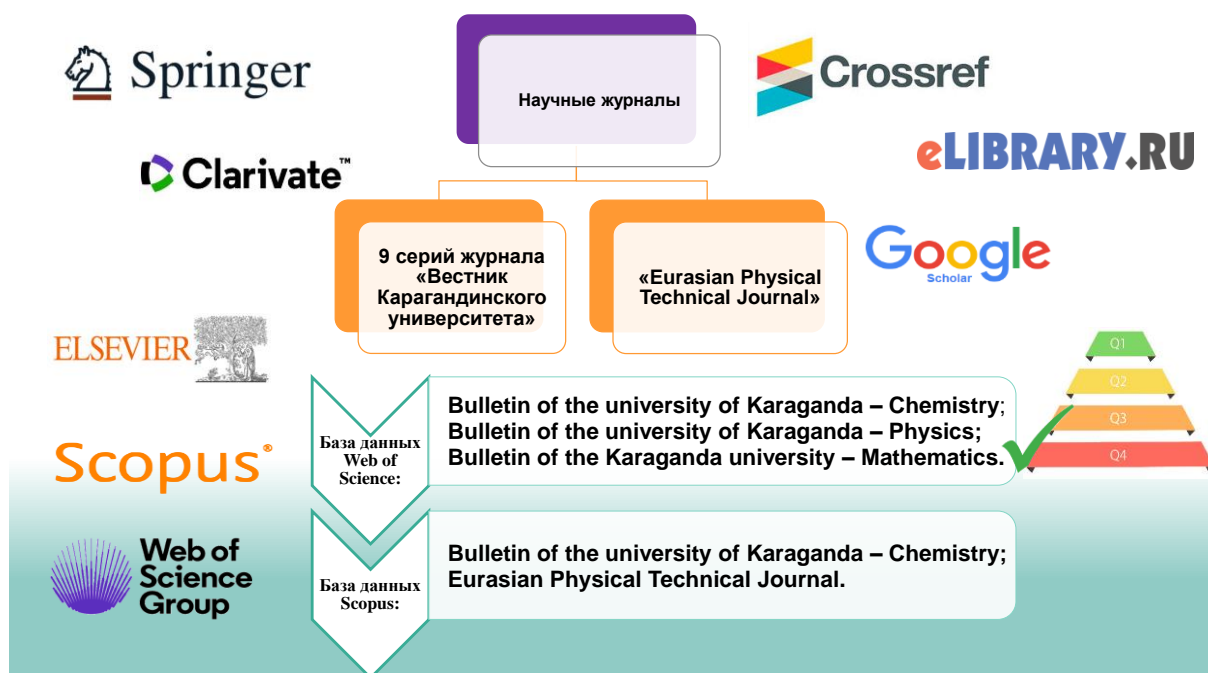 Springer
Научные журналы
Crossref
eLIBRARY.RU
Clarivate™
9 серий журнала
«Вестник
Карагандинского
университета»
«Eurasian Physical
Technical Journal»
Google
Scholar
ELSEVIER
Q1
Q2
Q3
Q4
База данных
Web of
Science:
Bulletin of the university of Karaganda – Chemistry;
Bulletin of the university of Karaganda – Physics;
Bulletin of the Karaganda university – Mathematics.
Scopus®
Web of
Science
Group
База данных
Scopus:
Bulletin of the university of Karaganda – Chemistry;
Eurasian Physical Technical Journal.